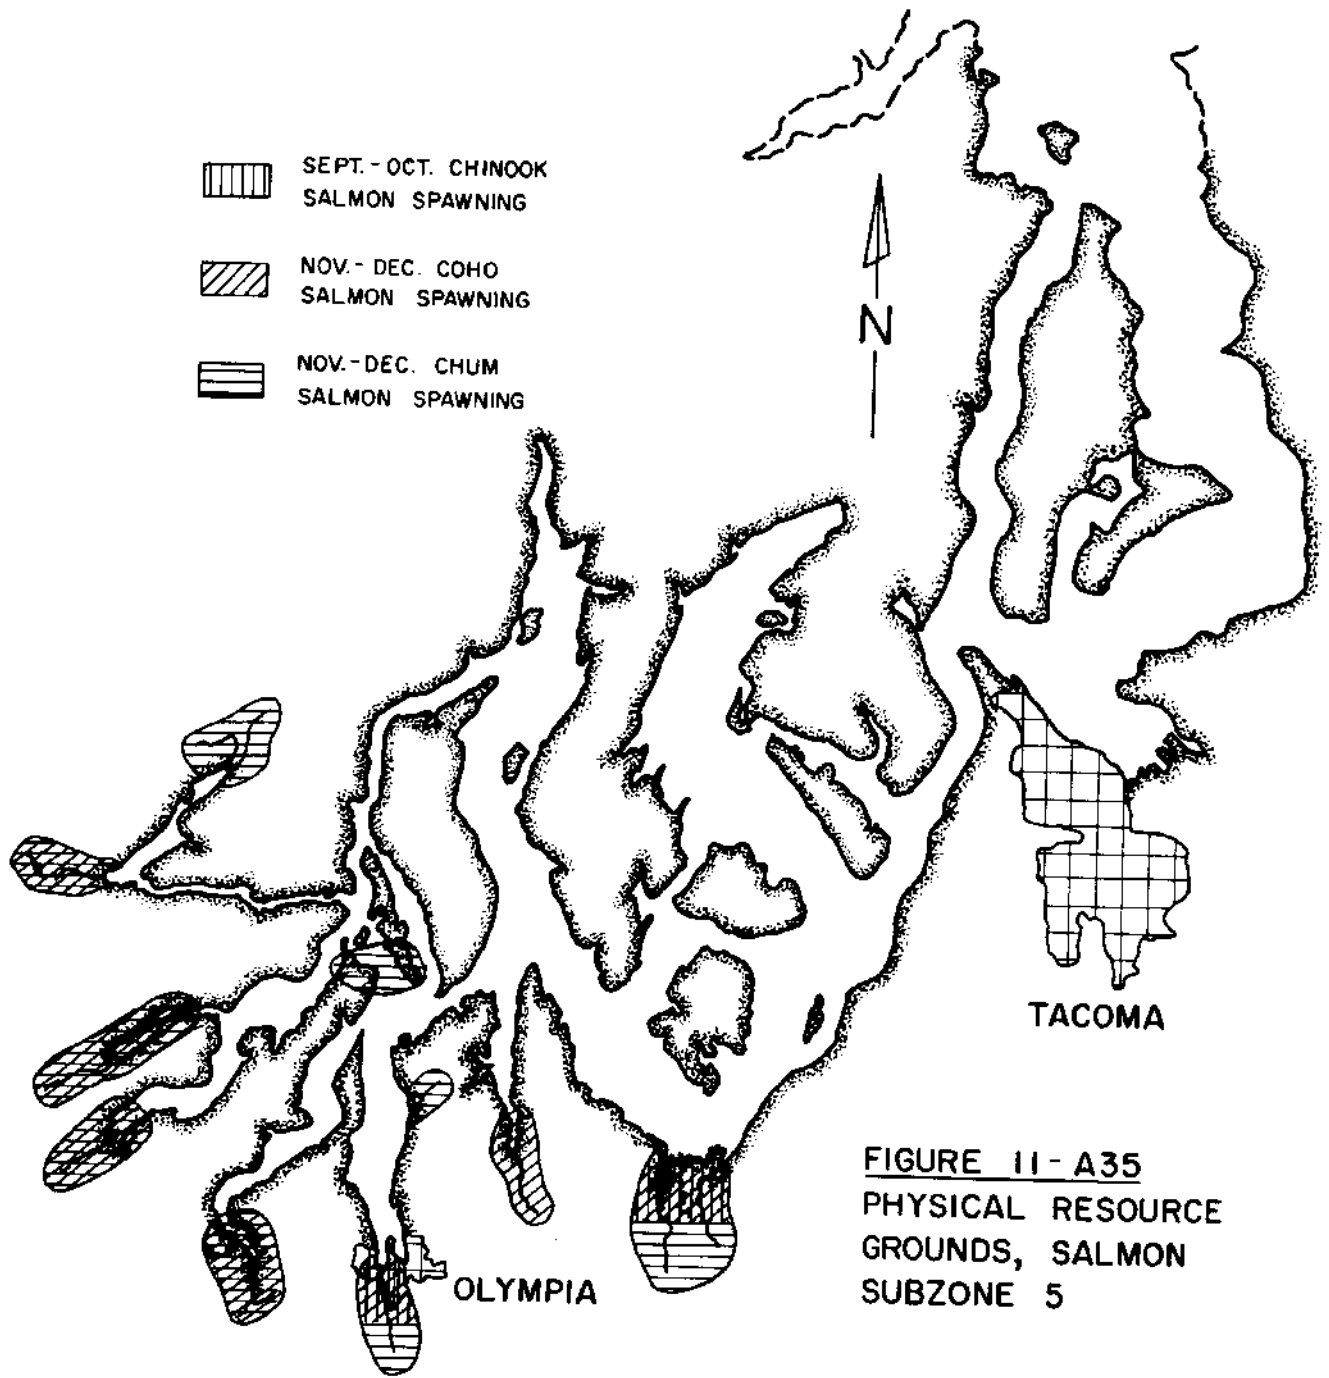 SEPT.-OCT. CHINOOK
SALMON SPAWNING
NOV.-DEC. COHO
SALMON SPAWNING
NOV.-DEC. CHUM
SALMON SPAWNING
N
TACOMA
OLYMPIA
FIGURE 11-A35
PHYSICAL RESOURCE
GROUNDS, SALMON
SUBZONE 5